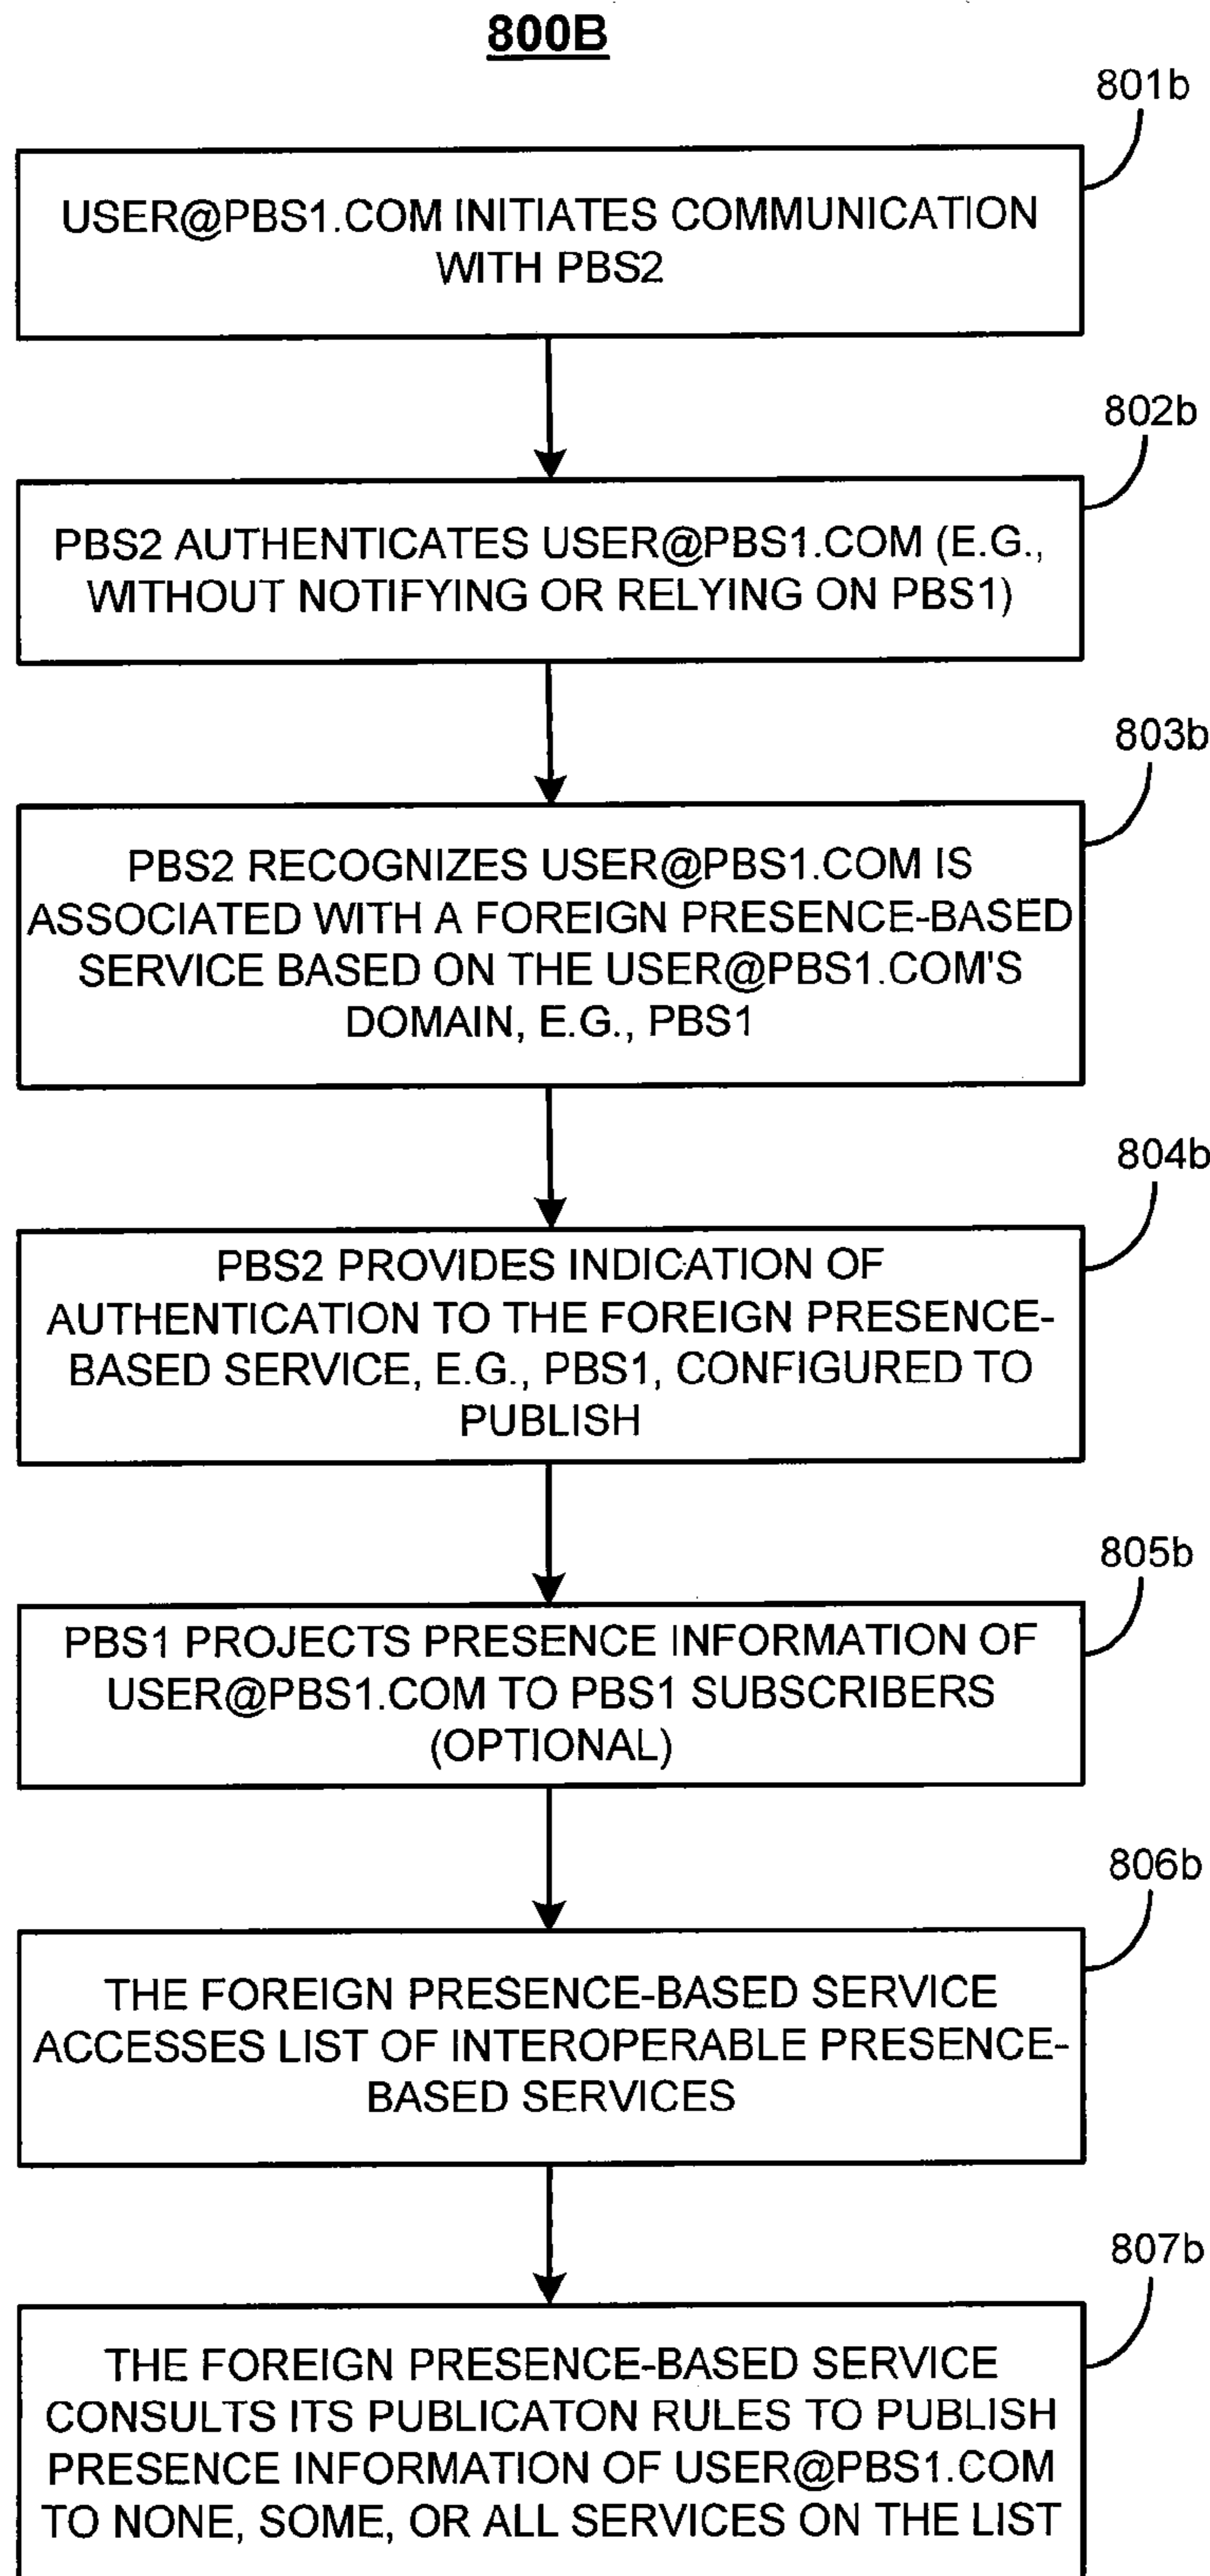 800B
801b
USER@PBS1.COM INITIATES COMMUNICATION
WITH PBS2
802b
PBS2 AUTHENTICATES USER@PBS1.COM (E.G.,
WITHOUT NOTIFYING OR RELYING ON PBS1)
803b
PBS2 RECOGNIZES USER@PBS1.COM IS
ASSOCIATED WITH A FOREIGN PRESENCE-BASED
SERVICE BASED ON THE USER@PBS1.COM'S
DOMAIN, E.G., PBS1
804b
PBS2 PROVIDES INDICATION OF
AUTHENTICATION TO THE FOREIGN PRESENCE-
BASED SERVICE, E.G., PBS1, CONFIGURED TO
PUBLISH
805b
PBS1 PROJECTS PRESENCE INFORMATION OF
USER@PBS1.COM TO PBS1 SUBSCRIBERS
(OPTIONAL)
806b
THE FOREIGN PRESENCE-BASED SERVICE
ACCESSES LIST OF INTEROPERABLE PRESENCE-
BASED SERVICES
807b
THE FOREIGN PRESENCE-BASED SERVICE
CONSULTS ITS PUBLICATON RULES TO PUBLISH
PRESENCE INFORMATION OF USER@PBS1.COM
TO NONE, SOME, OR ALL SERVICES ON THE LIST